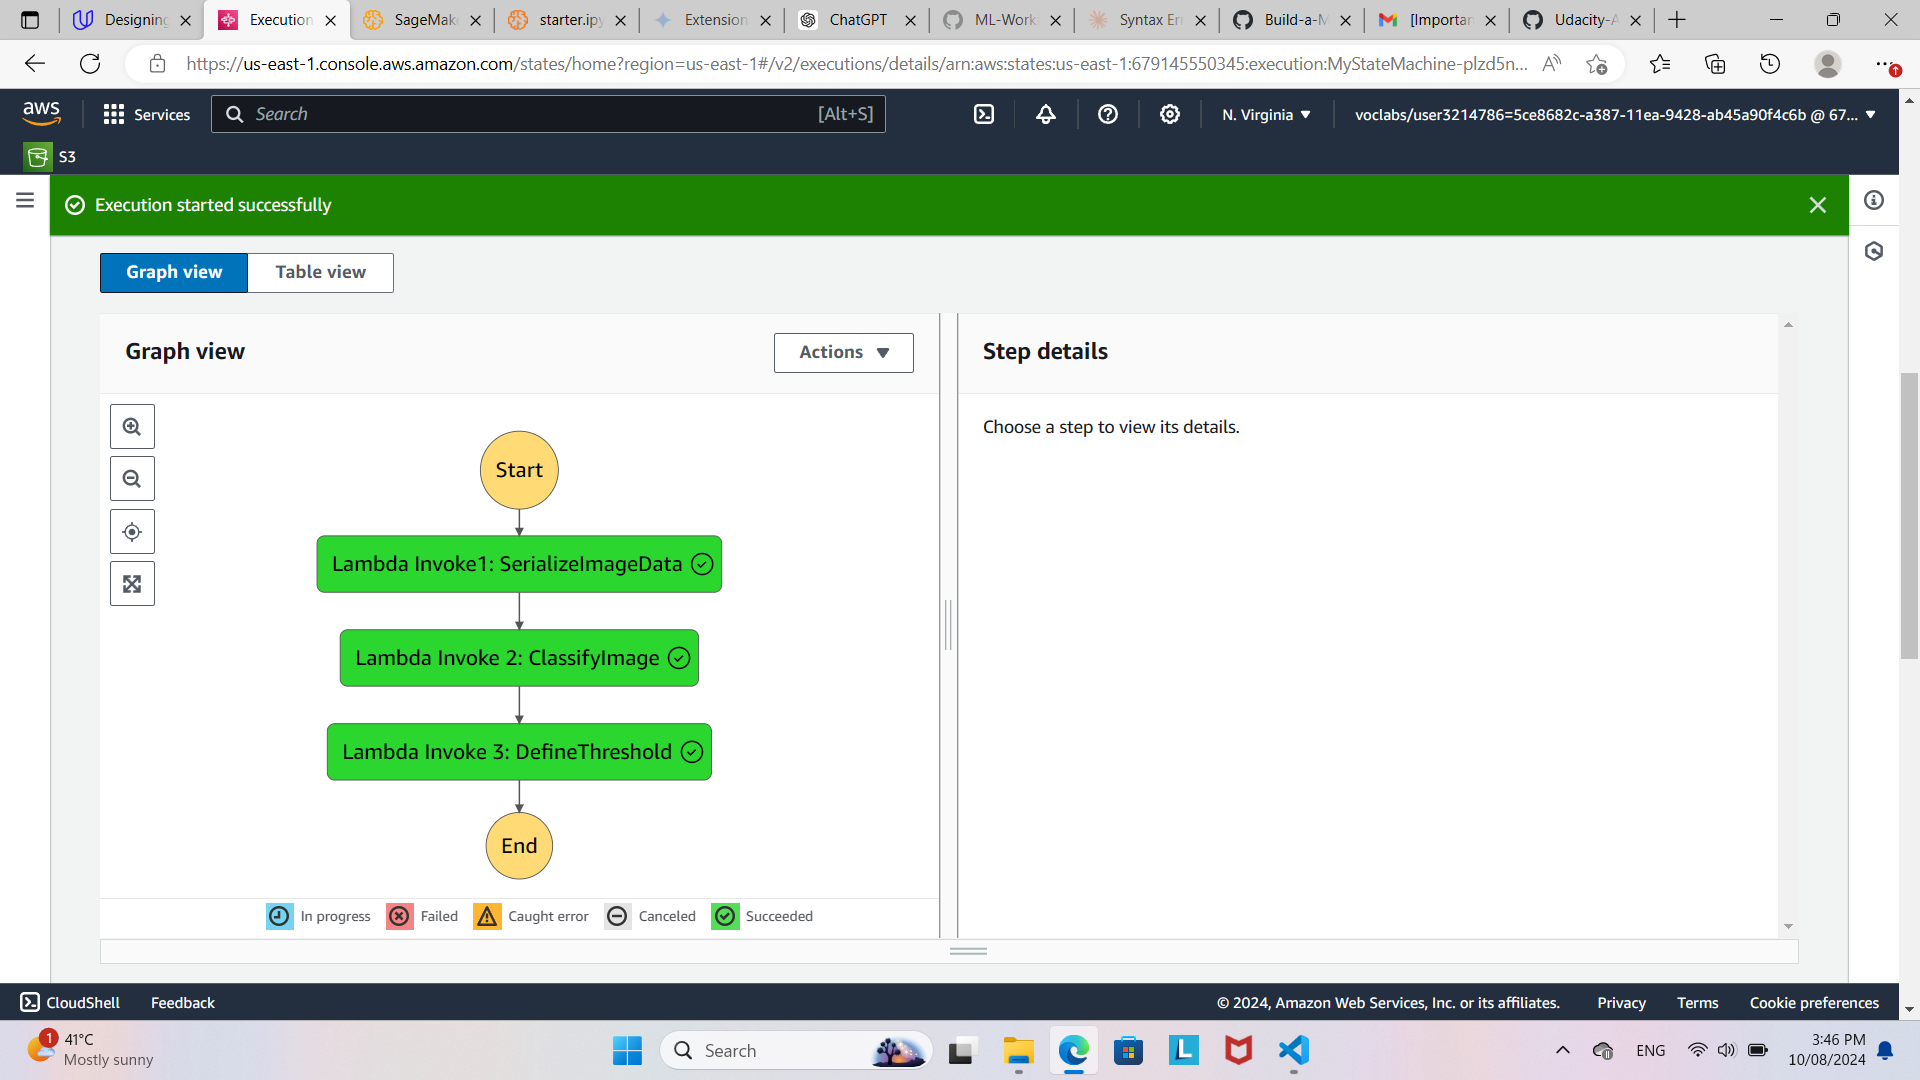 Designing
Execution
SageMak
starter.ipy
Extension
ChatGPT
ML-Work
Syntax Er
Build-a-M
[Importan
Udacity-A
https://us-east-1.console.aws.amazon.com/states/home?region=us-east-1#/v2/executions/details/arn:aws:states:us-east-1:679145550345:execution:MyStateMachine-plzd5n...
aws
Services
Search
[Alt+S]
N. Virginia
voclabs/user3214786=5ce8682c-a387-11ea-9428-ab45a90f4c6b @ 67...
S3
Execution started successfully
Graph view
Table view
Graph view
Actions
Step details
Choose a step to view its details.
Start
Lambda Invoke1: SerializeImageData
Lambda Invoke 2: ClassifyImage
Lambda Invoke 3: DefineThreshold
End
In progress
Failed
Caught error
Canceled
Succeeded
CloudShell
Feedback
© 2024, Amazon Web Services, Inc. or its affiliates.
Privacy
Terms
Cookie preferences
1
41°C
Mostly sunny
Search
L
ENG
3:46 PM
10/08/2024